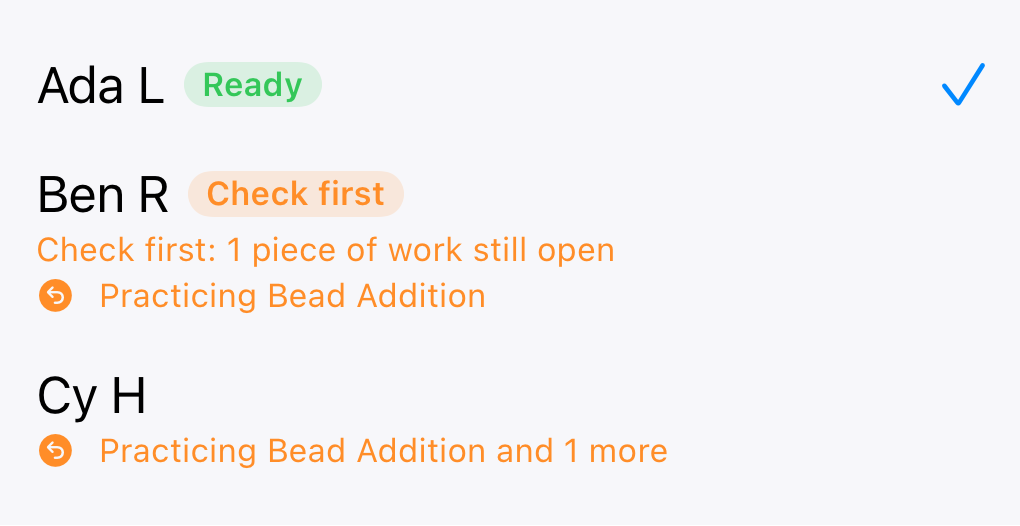 Ada L Ready
Ben R Check first
Check first: 1 piece of work still open
Practicing Bead Addition
Cy H
Practicing Bead Addition and 1 more